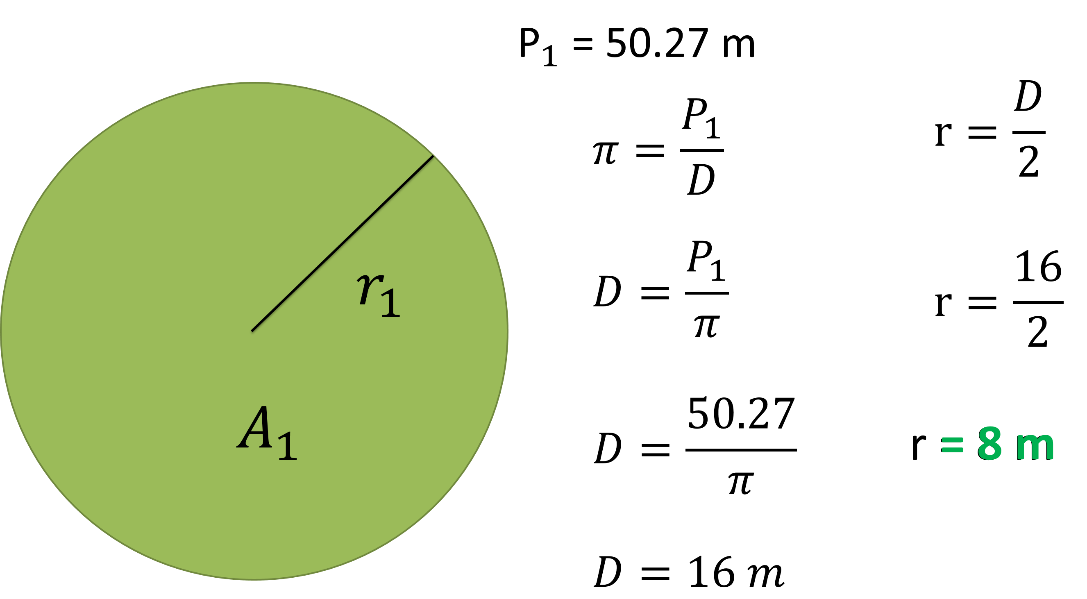 P₁ = 50.27 m
π = P₁/D
D = P₁/π
D = 50.27/π
D = 16 m
r = D/2
r = 16/2
r = 8 m
r₁
A₁